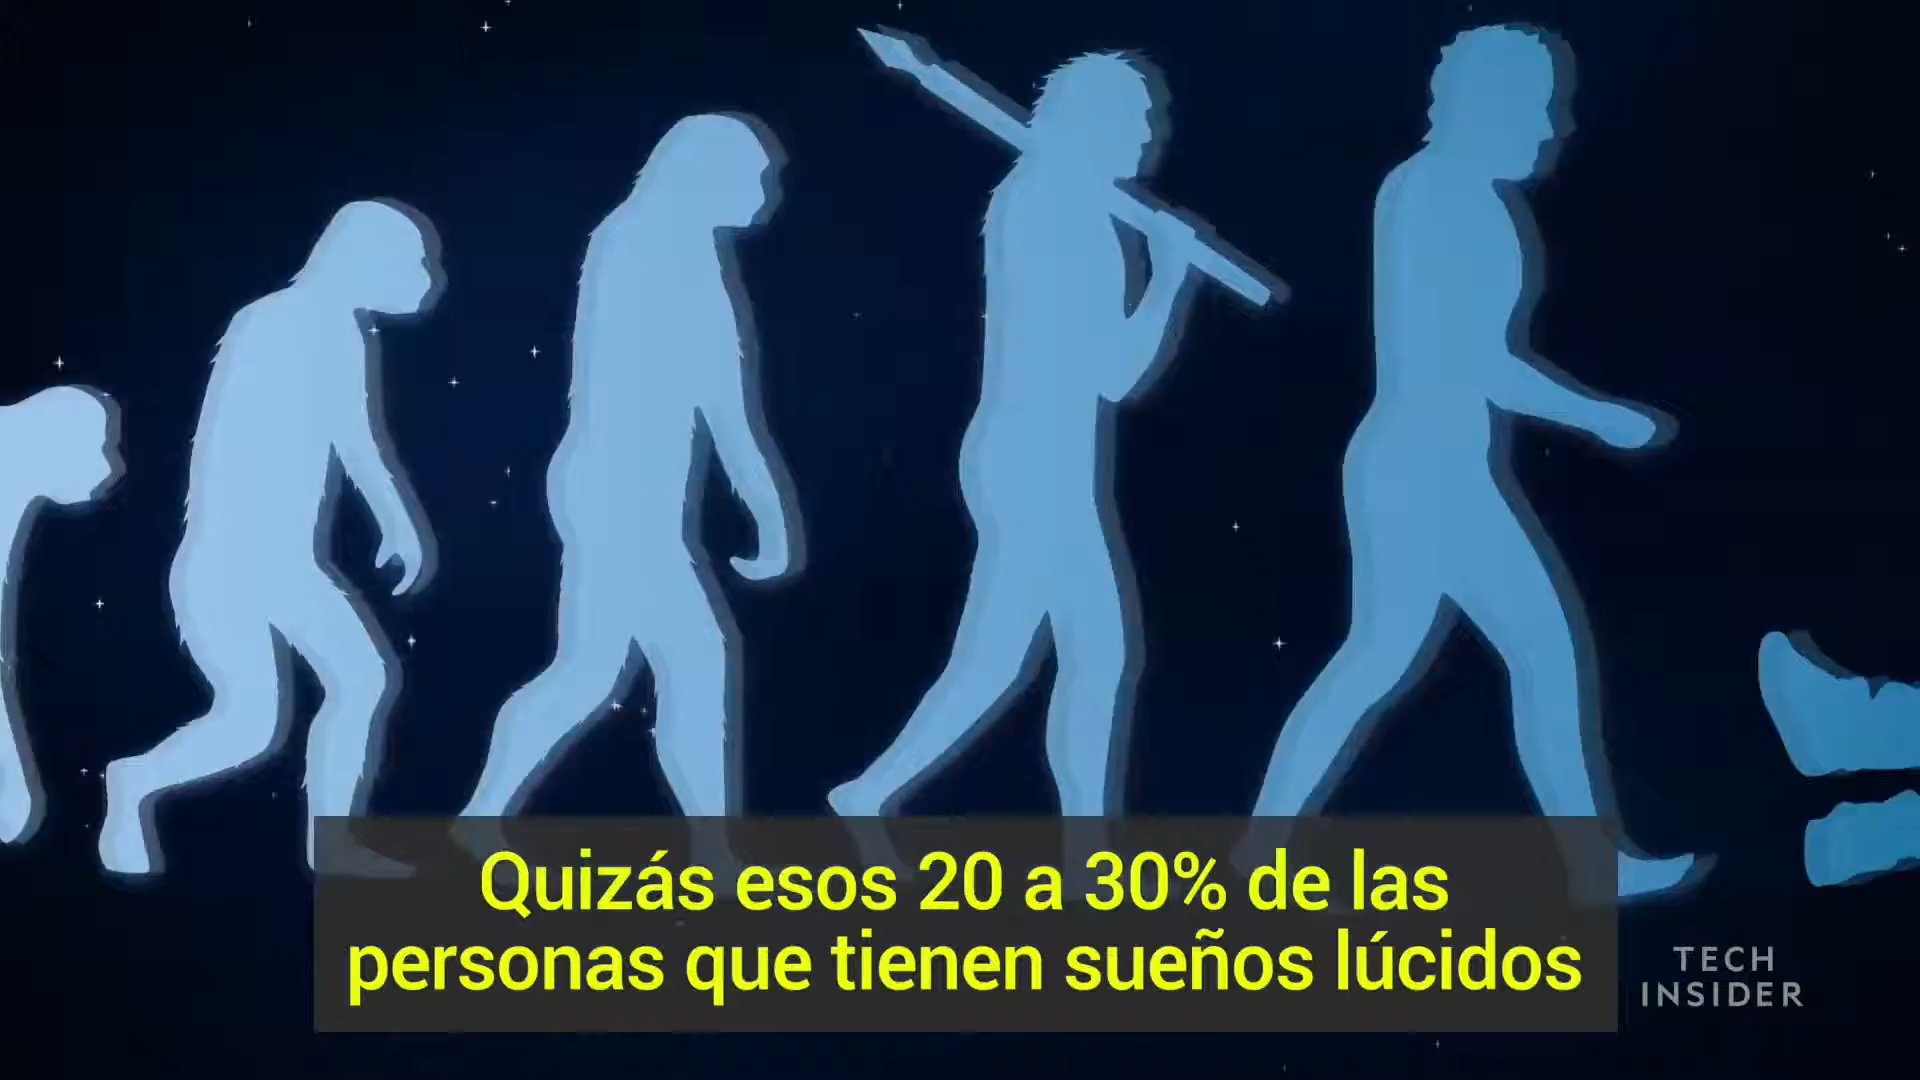 Quizás esos 20 a 30% de las
personas que tienen sueños lúcidos
TECH
INSIDER